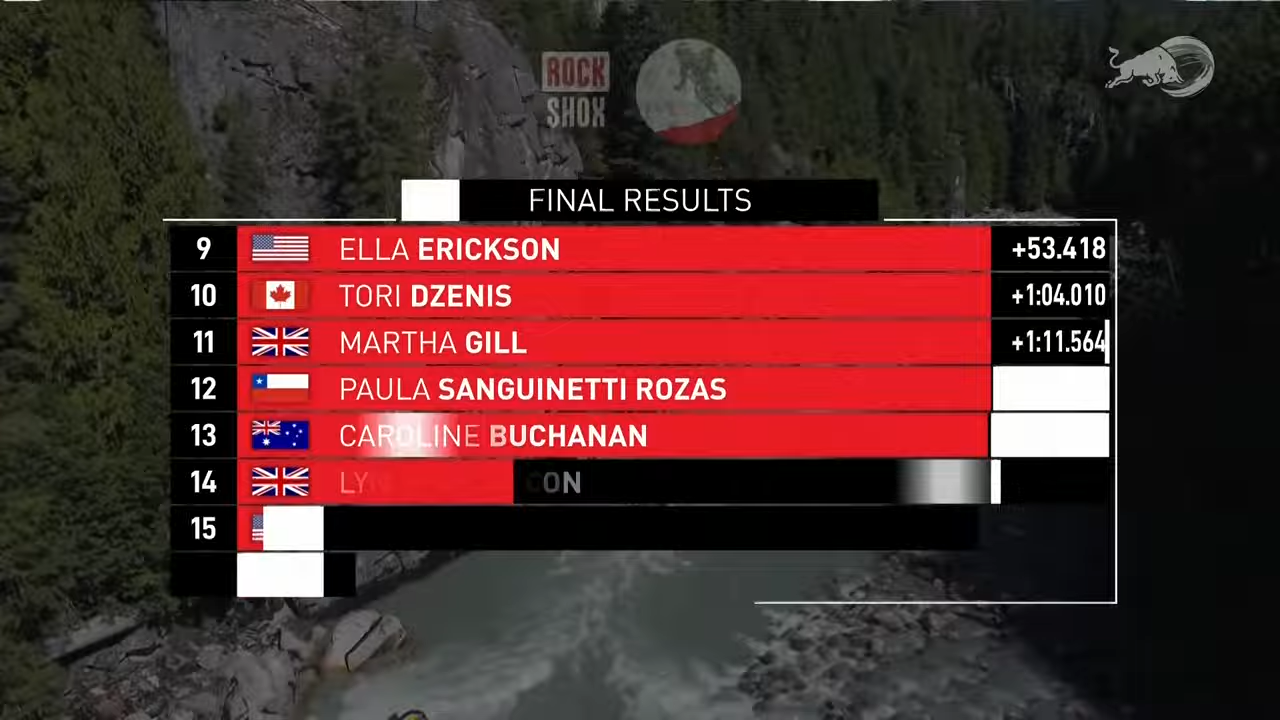 ROCK
SHOX
FINAL RESULTS
9 ELLA ERICKSON +53.418
10 TORI DZENIS +1:04.010
11 MARTHA GILL +1:11.564
12 PAULA SANGUINETTI ROZAS
13 CAROLINE BUCHANAN
14
15